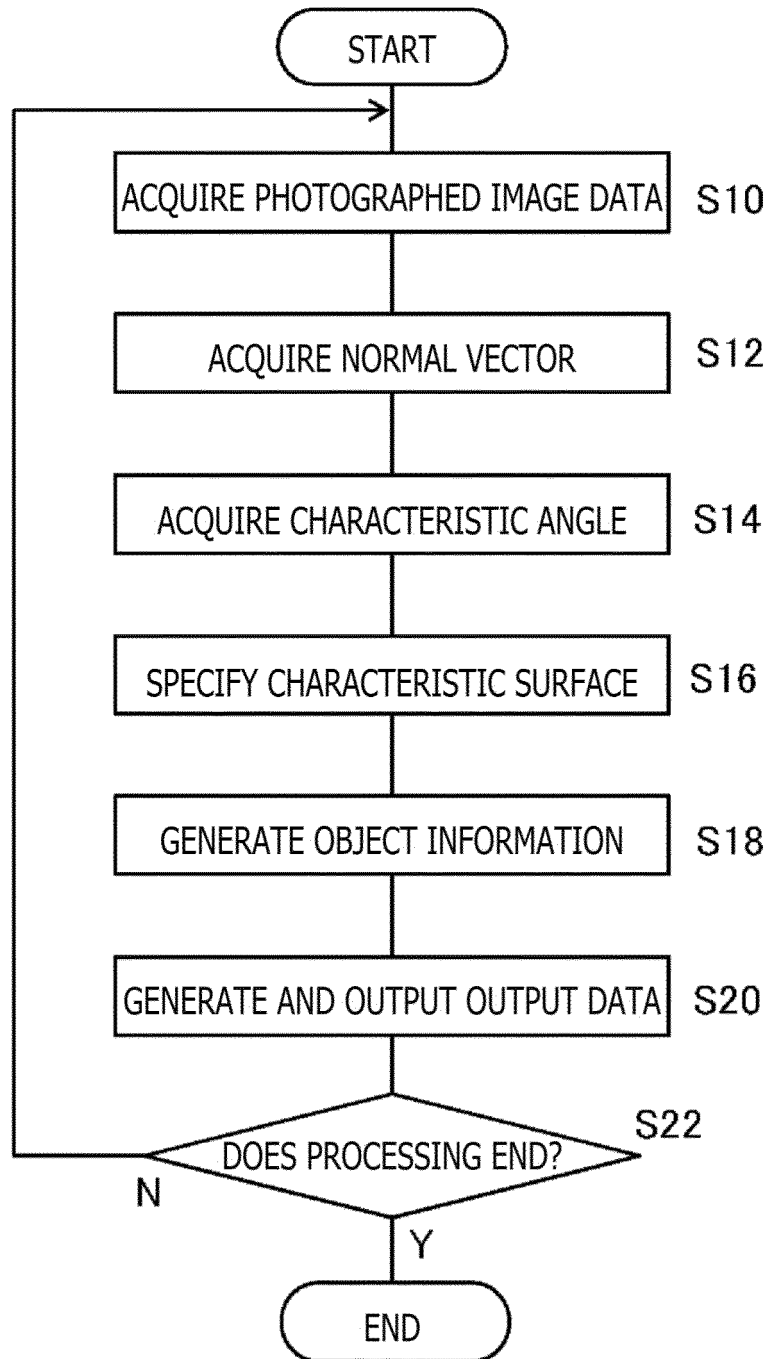 START
ACQUIRE PHOTOGRAPHED IMAGE DATA S10
ACQUIRE NORMAL VECTOR S12
ACQUIRE CHARACTERISTIC ANGLE S14
SPECIFY CHARACTERISTIC SURFACE S16
GENERATE OBJECT INFORMATION S18
GENERATE AND OUTPUT OUTPUT DATA S20
DOES PROCESSING END? S22
N
Y
END